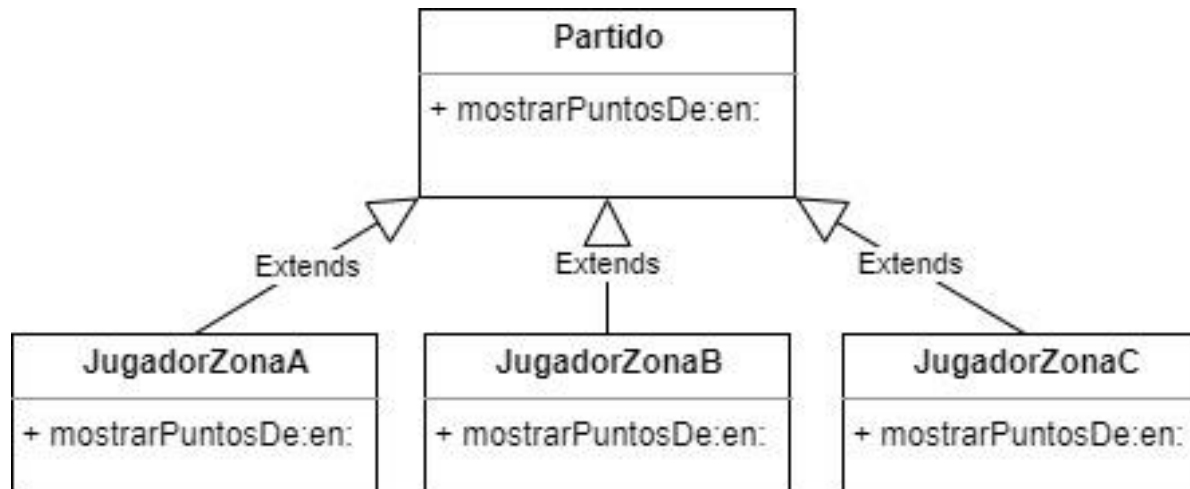 Partido
+ mostrarPuntosDe:en:
Extends
Extends
Extends
JugadorZonaA
JugadorZonaB
JugadorZonaC
+ mostrarPuntosDe:en:
+ mostrarPuntosDe:en:
+ mostrarPuntosDe:en: